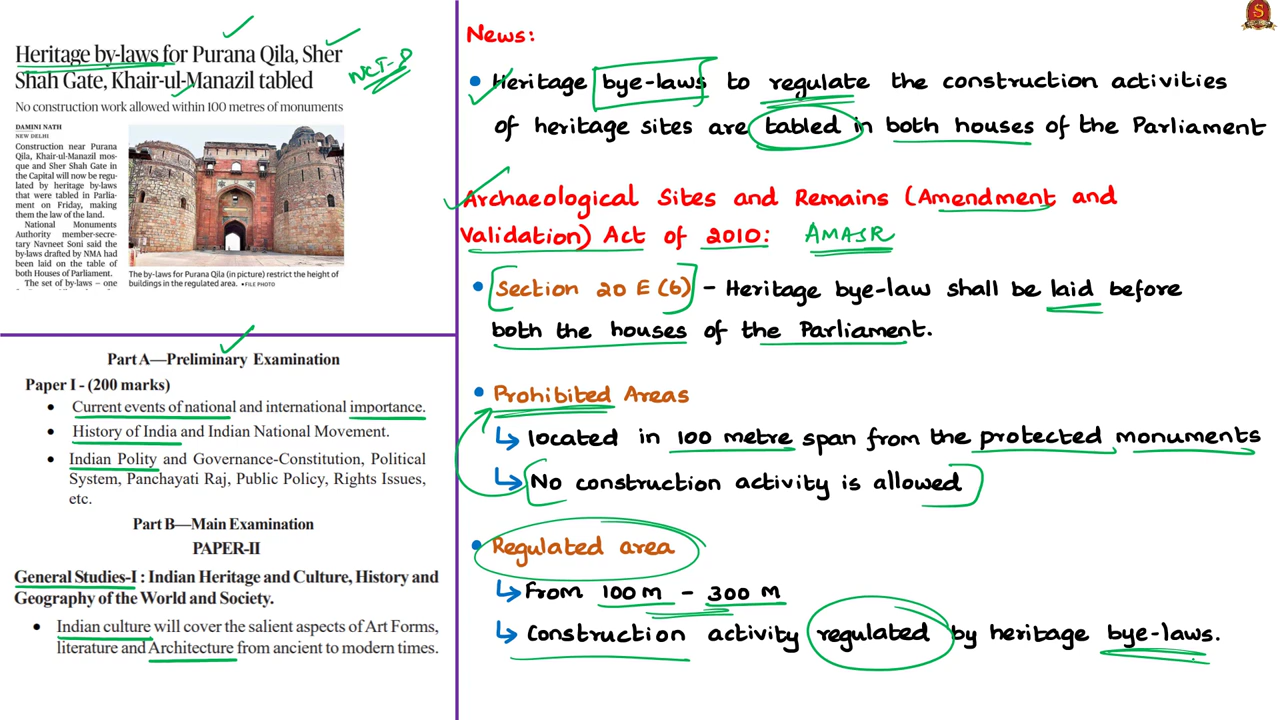 Heritage by-laws for Purana Qila, Sher
Shah Gate, Khair-ul-Manazil tabled
NCT-D
No construction work allowed within 100 metres of monuments
DAMINI NATH
NEW DELHI
Construction near Purana
Qila, Khair-ul-Manazil mos-
que and Sher Shah Gate in
the Capital will now be regu-
lated by heritage by-laws
that were tabled in Parlia-
ment on Friday, making
them the law of the land.
National Monuments
Authority member-secre-
tary Navneet Soni said the
by-laws drafted by NMA had
been laid on the table of
both Houses of Parliament.
The set of by-laws – one
The by-laws for Purana Qila (in picture) restrict the height of
buildings in the regulated area. •FILE PHOTO
Part A—Preliminary Examination
Paper I - (200 marks)
• Current events of national and international importance.
• History of India and Indian National Movement.
• Indian Polity and Governance-Constitution, Political
System, Panchayati Raj, Public Policy, Rights Issues,
etc.
Part B—Main Examination
PAPER-II
General Studies-I : Indian Heritage and Culture, History and
Geography of the World and Society.
• Indian culture will cover the salient aspects of Art Forms,
literature and Architecture from ancient to modern times.
News:
• Heritage bye-laws to regulate the construction activities
of heritage sites are tabled in both houses of the Parliament
Archaeological Sites and Remains (Amendment and
Validation) Act of 2010: AMASR
• Section 20 E (6) - Heritage bye-law shall be laid before
both the houses of the Parliament.
• Prohibited Areas
↳ located in 100 metre span from the protected monuments
↳ No construction activity is allowed
• Regulated area
↳ From 100 m - 300 m
↳ Construction activity regulated by heritage bye-laws.